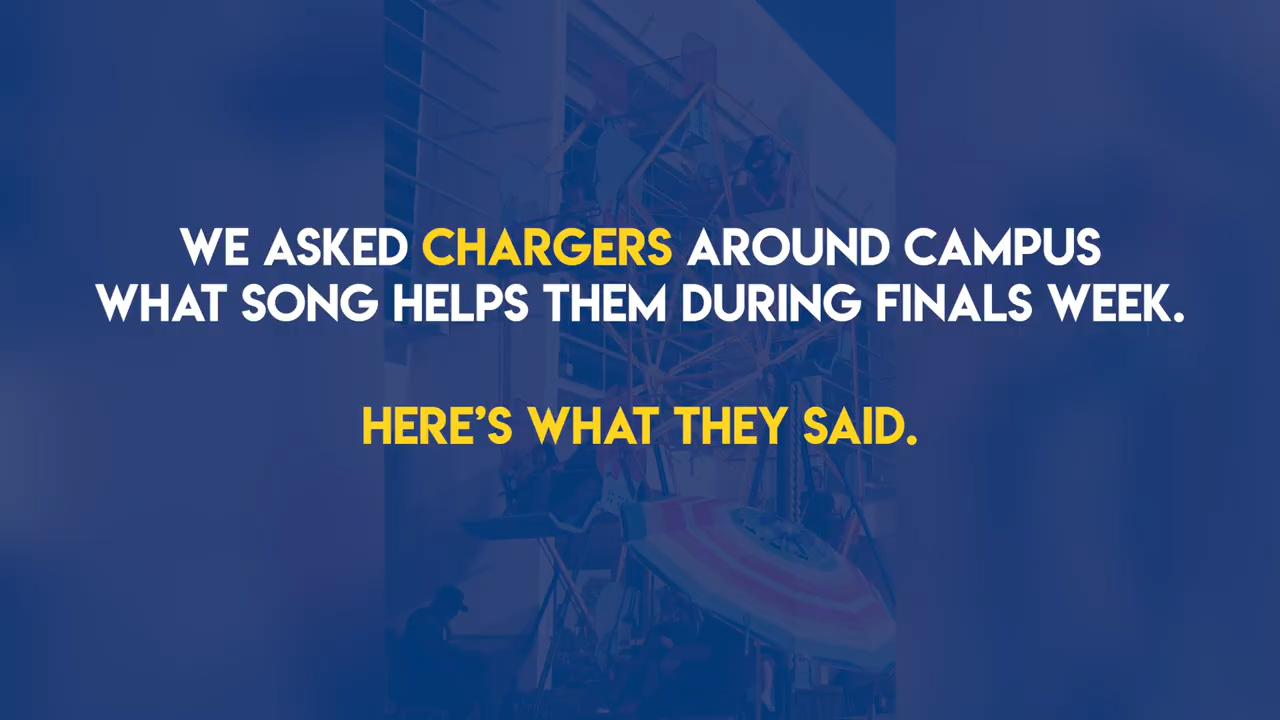 WE ASKED CHARGERS AROUND CAMPUS
WHAT SONG HELPS THEM DURING FINALS WEEK.
HERE'S WHAT THEY SAID.